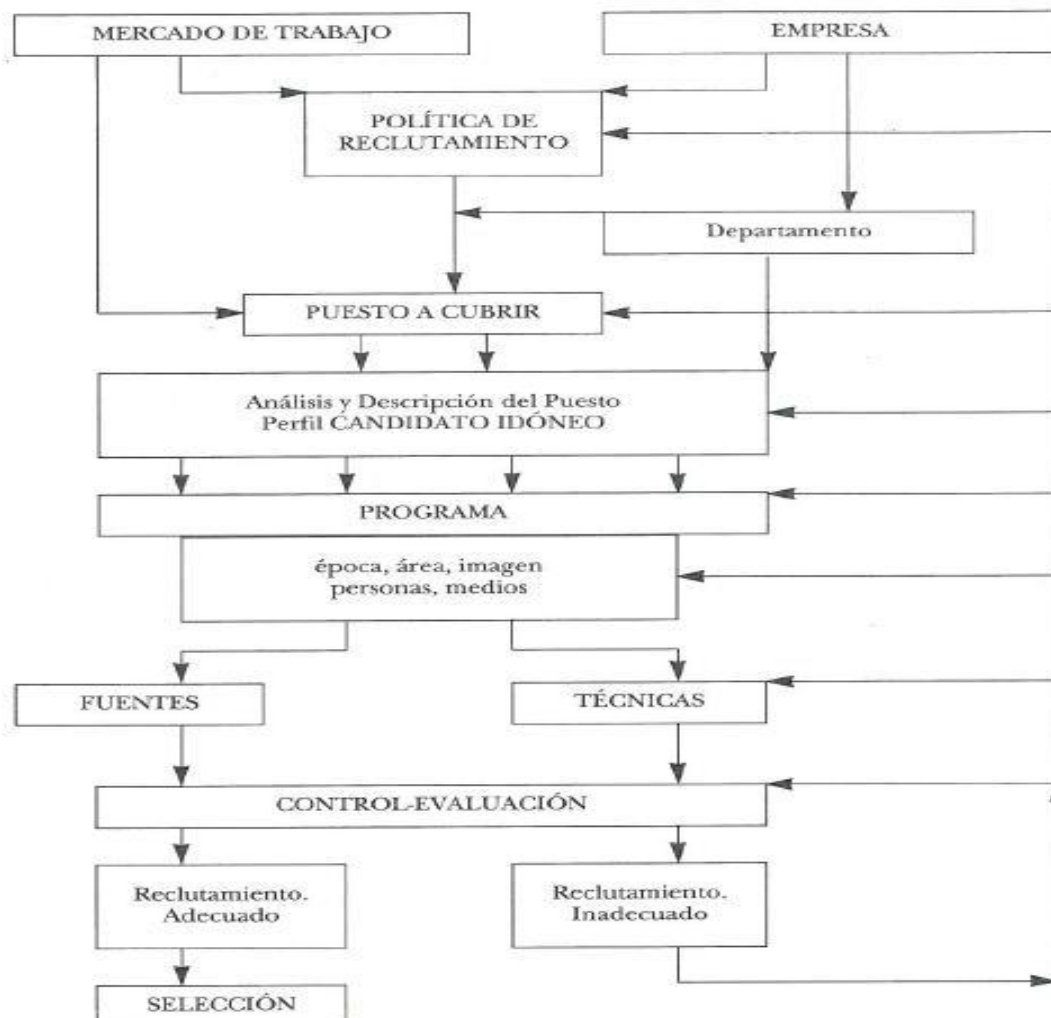 MERCADO DE TRABAJO
EMPRESA
POLÍTICA DE
RECLUTAMIENTO
Departamento
PUESTO A CUBRIR
Análisis y Descripción del Puesto
Perfil CANDIDATO IDÓNEO
PROGRAMA
época, área, imagen
personas, medios
FUENTES
TÉCNICAS
CONTROL-EVALUACIÓN
Reclutamiento.
Adecuado
Reclutamiento.
Inadecuado
SELECCIÓN